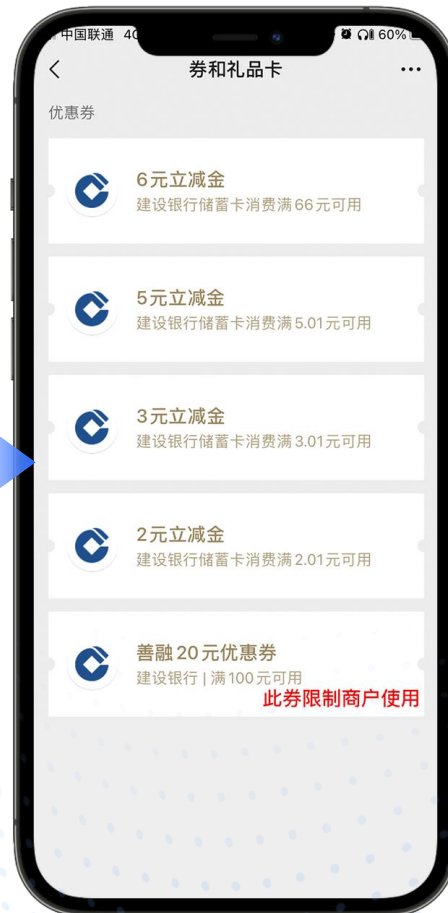 中国联通 4G 60%
券和礼品卡
优惠券
6元立减金
建设银行储蓄卡消费满66元可用
5元立减金
建设银行储蓄卡消费满5.01元可用
3元立减金
建设银行储蓄卡消费满3.01元可用
2元立减金
建设银行储蓄卡消费满2.01元可用
善融20元优惠券
建设银行 | 满100元可用
此券限制商户使用